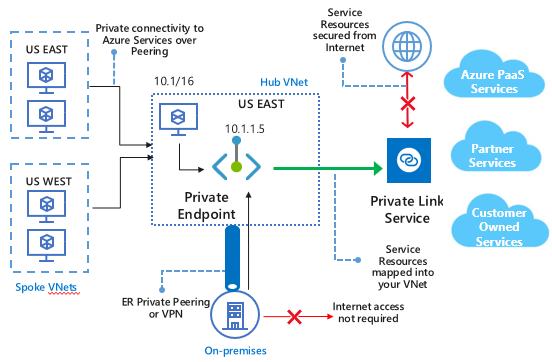 Private connectivity to
Azure Services over
Peering
US EAST
US WEST
Spoke VNets
10.1/16
Hub VNet
US EAST
10.1.1.5
Private
Endpoint
ER Private Peering
or VPN
On-premises
Internet access
not required
Service
Resources
secured from
Internet
Private Link
Service
Service
Resources
mapped into
your VNet
Azure PaaS
Services
Partner
Services
Customer
Owned
Services